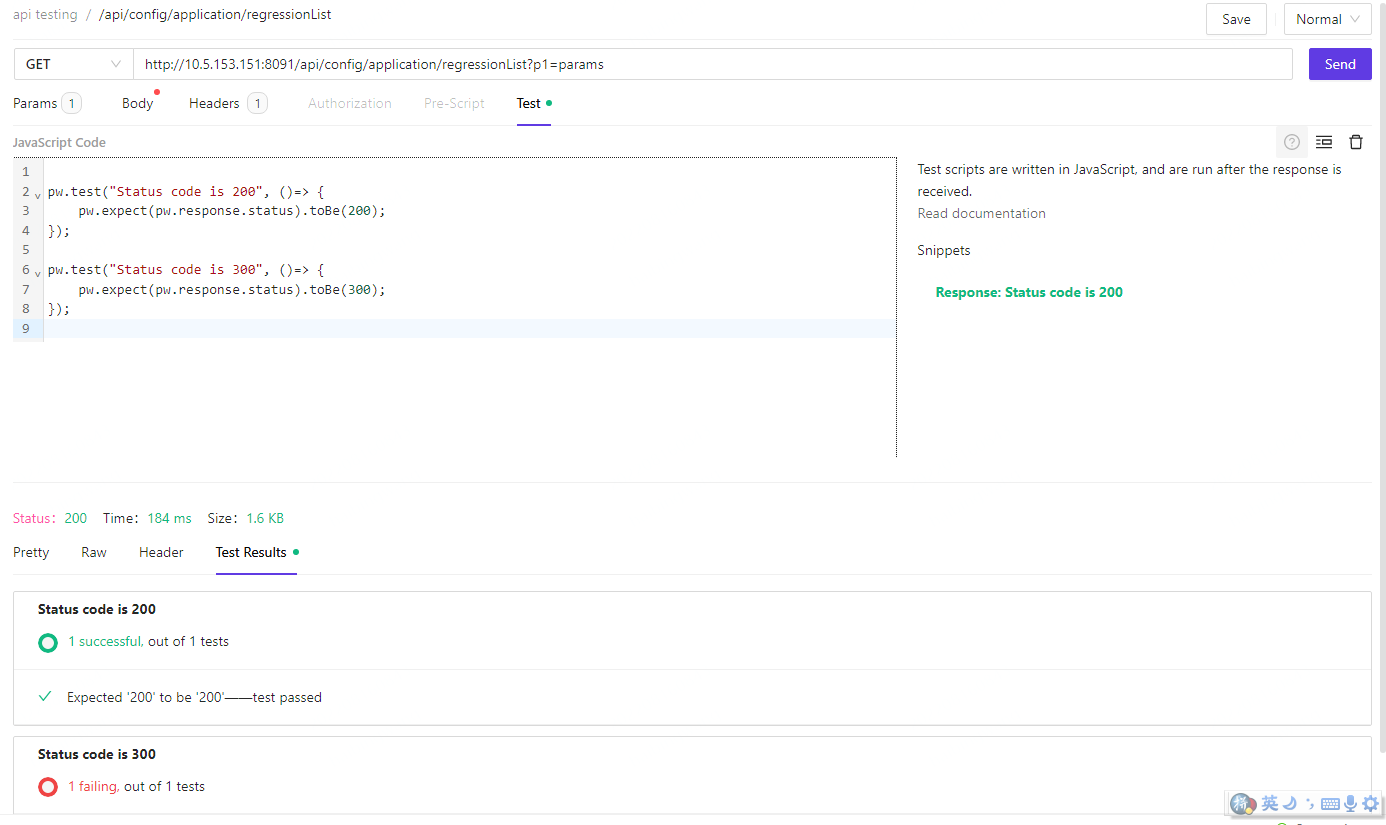 api testing / /api/config/application/regressionList
Save
Normal
GET
http://10.5.153.151:8091/api/config/application/regressionList?p1=params
Send
Params 1
Body
Headers 1
Authorization
Pre-Script
Test
JavaScript Code
1
2 pw.test("Status code is 200", ()=> {
3 pw.expect(pw.response.status).toBe(200);
4 });
5
6 pw.test("Status code is 300", ()=> {
7 pw.expect(pw.response.status).toBe(300);
8 });
9
Test scripts are written in JavaScript, and are run after the response is
received.
Read documentation
Snippets
Response: Status code is 200
Status: 200 Time: 184 ms Size: 1.6 KB
Pretty
Raw
Header
Test Results
Status code is 200
1 successful, out of 1 tests
Expected '200' to be '200'——test passed
Status code is 300
1 failing, out of 1 tests
英